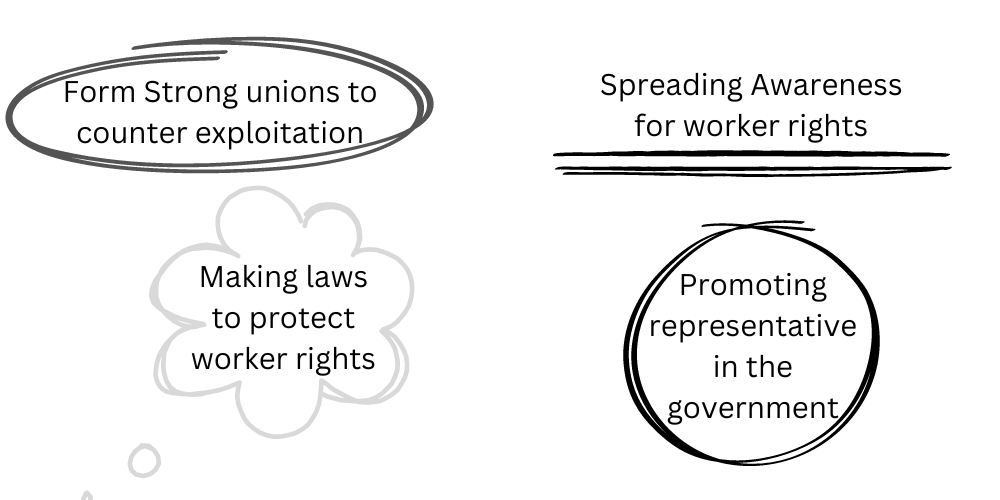 Form Strong unions to
counter exploitation
Spreading Awareness
for worker rights
Making laws
to protect
worker rights
Promoting
representative
in the
government